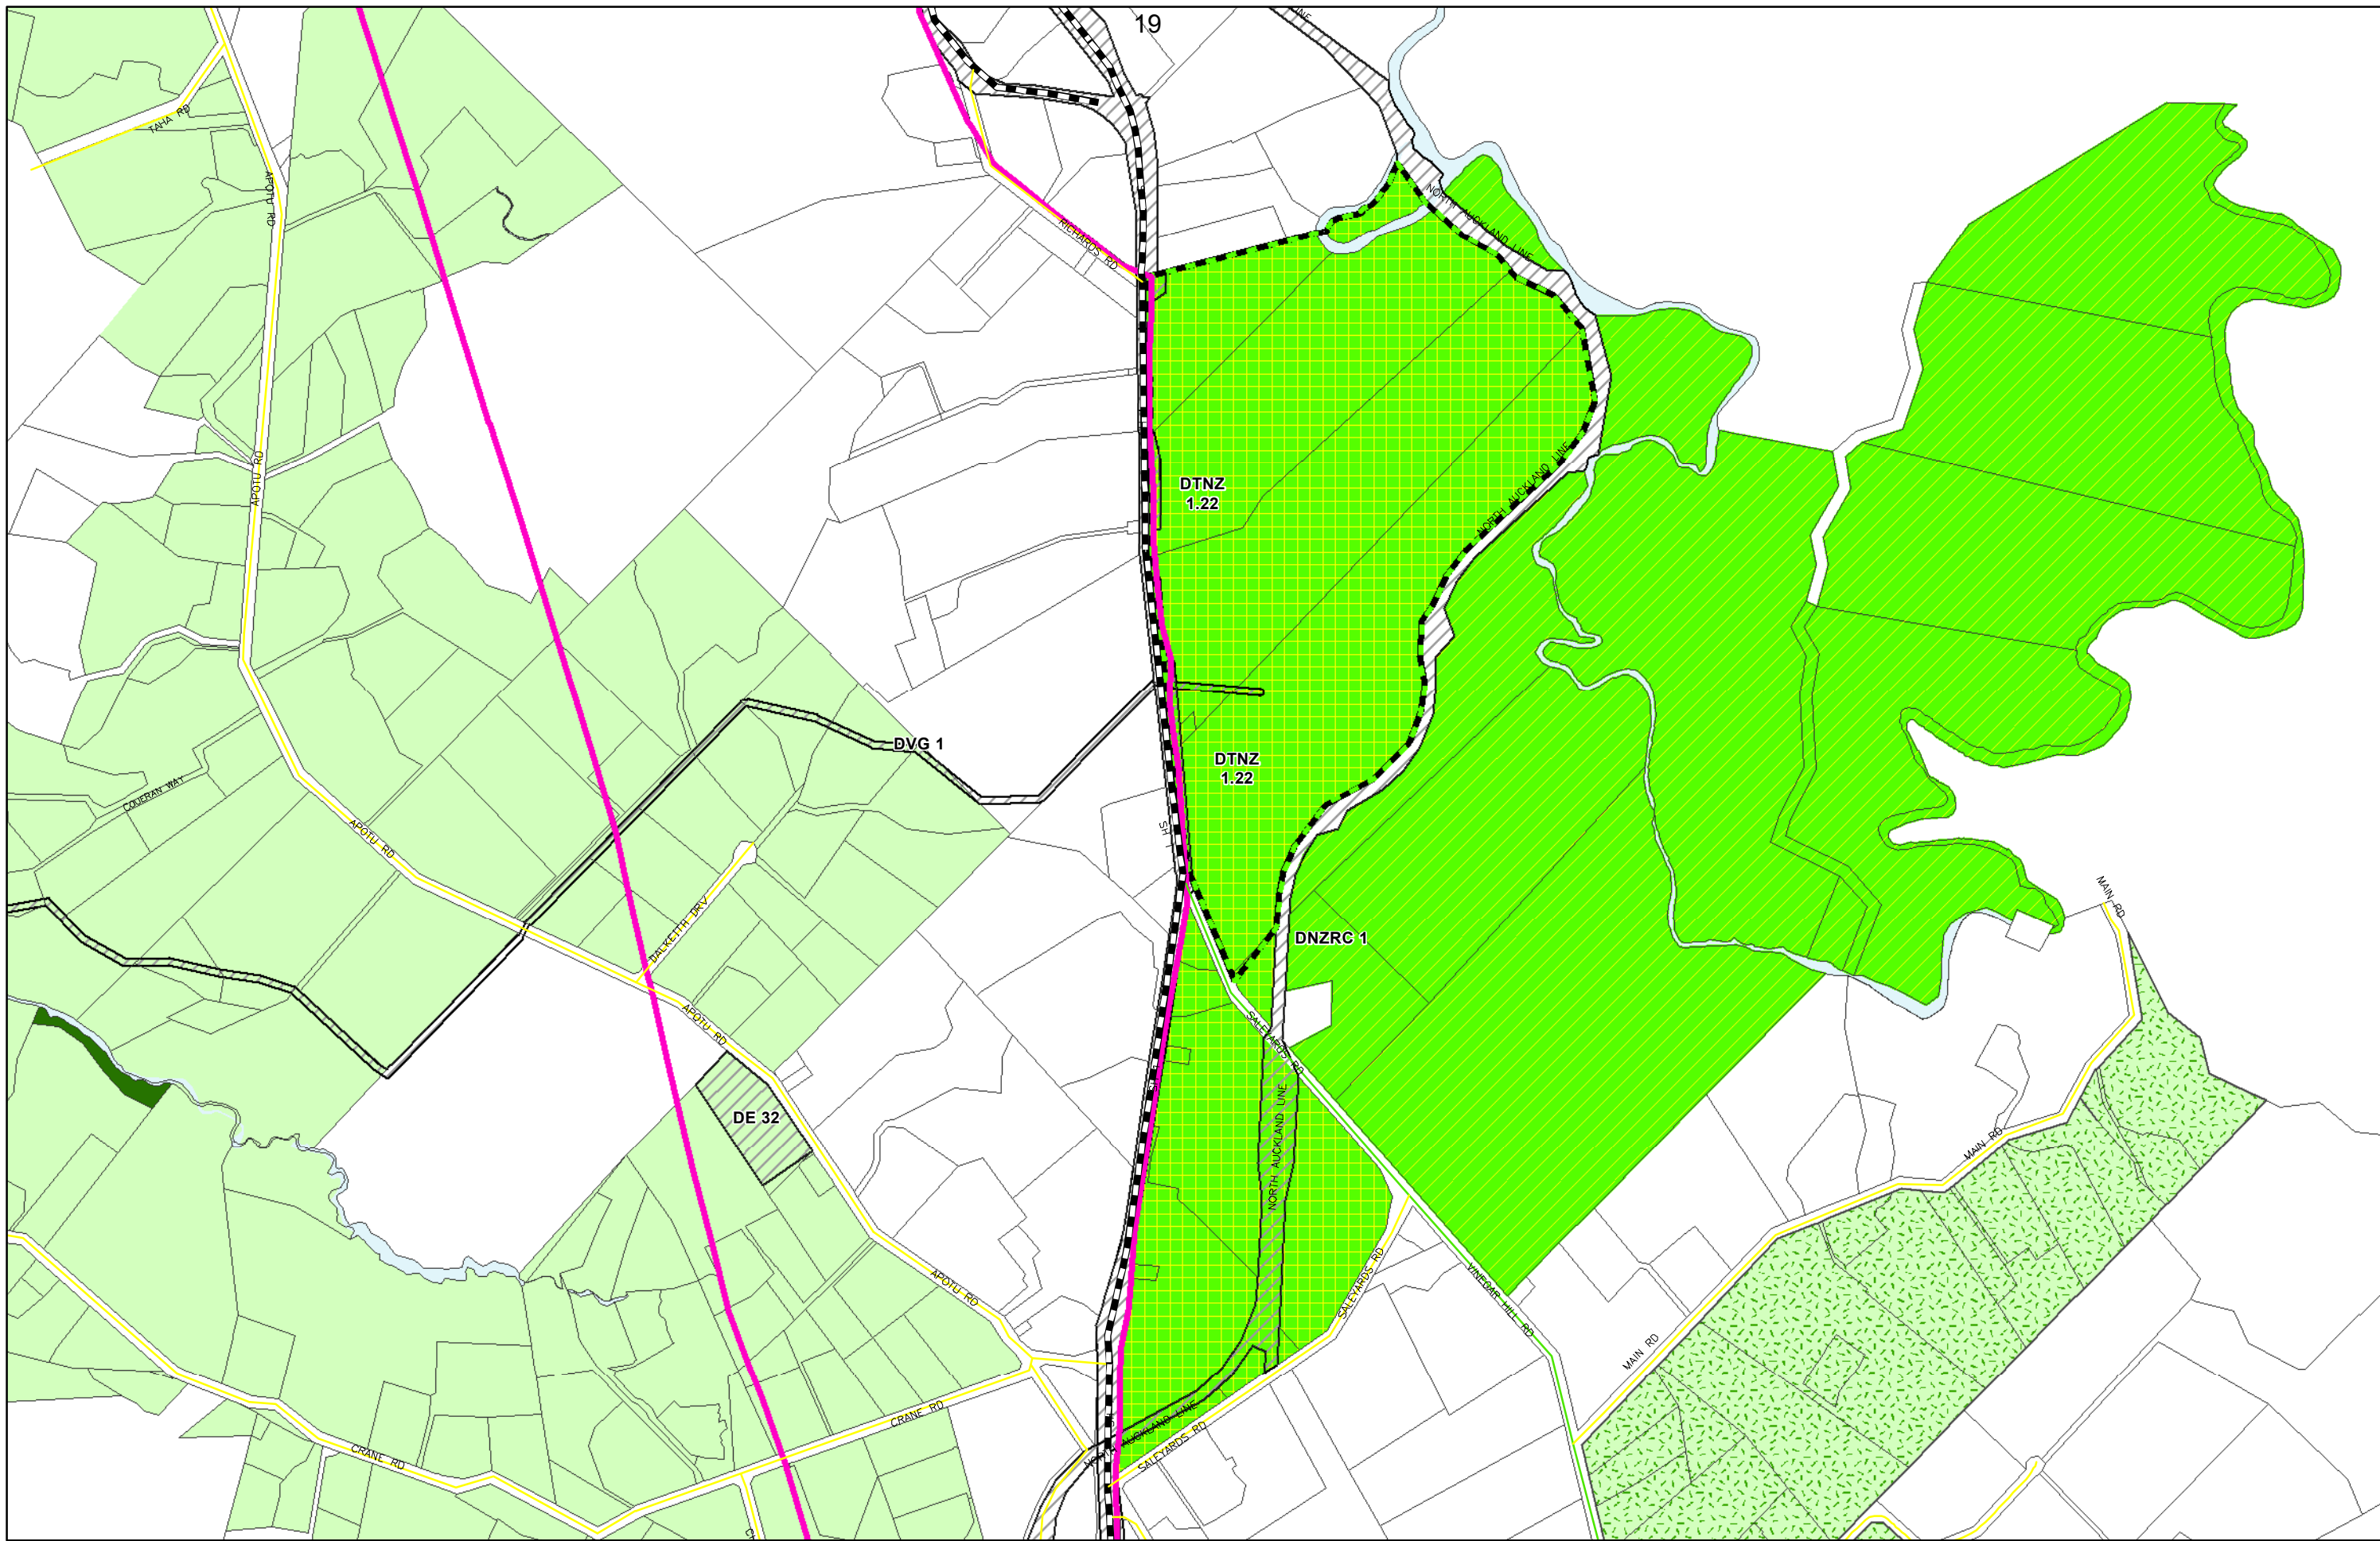 19
LINE
TAHA RD
APOTU RD
NORTH AUCKLAND LINE
RICHARDS RD
APOTU RD
NORTH AUCKLAND LINE
DTNZ
1.22
DVG 1
DTNZ
1.22
COUERAN WAY
APOTU RD
SH 1
MAIN RD
DALKEITH DRV
DNZRC 1
APOTU RD
SALEYARDS RD
DE 32
NORTH AUCKLAND LINE
MAIN RD
APOTU RD
SALEYARDS RD
VINEGAR HILL RD
MAIN RD
CRANE RD
NORTH AUCKLAND LINE
SALEYARDS RD
CRANE RD